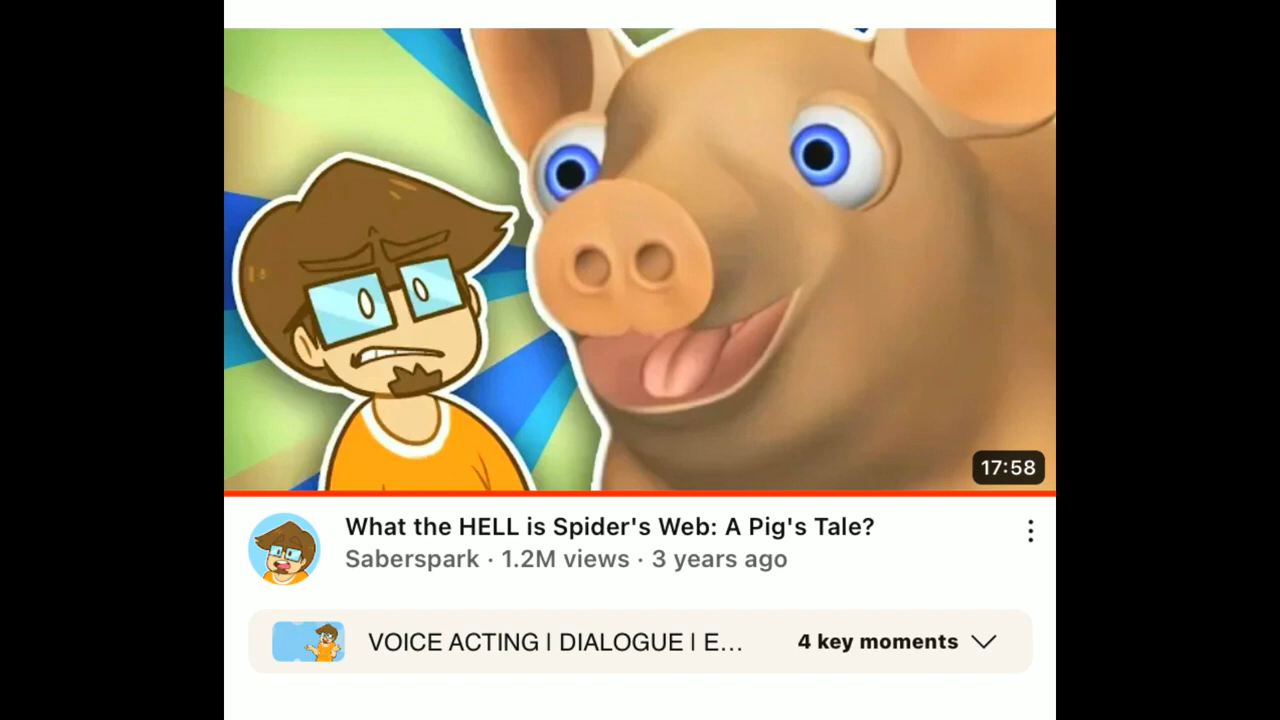 17:58
What the HELL is Spider's Web: A Pig's Tale?
Saberspark · 1.2M views · 3 years ago
VOICE ACTING | DIALOGUE | E... 4 key moments